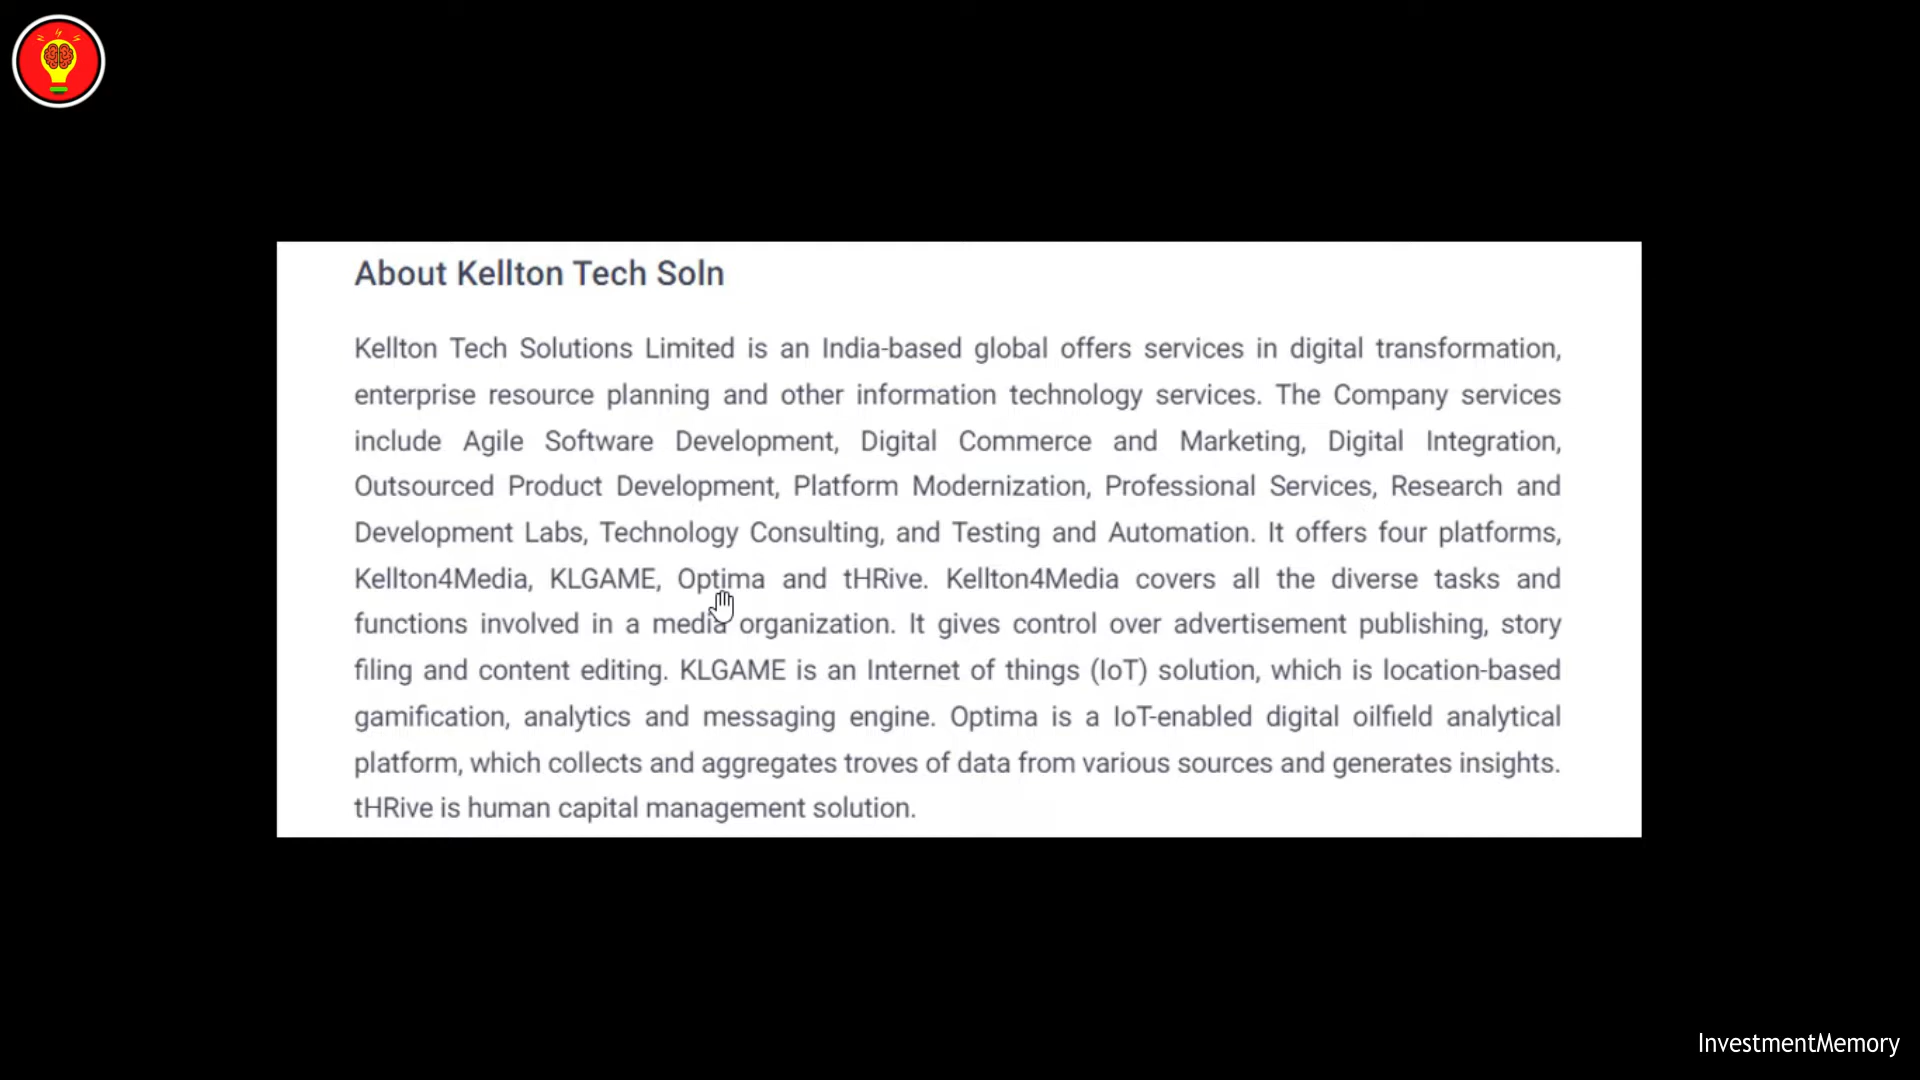 About Kellton Tech Soln
Kellton Tech Solutions Limited is an India-based global offers services in digital transformation,
enterprise resource planning and other information technology services. The Company services
include Agile Software Development, Digital Commerce and Marketing, Digital Integration,
Outsourced Product Development, Platform Modernization, Professional Services, Research and
Development Labs, Technology Consulting, and Testing and Automation. It offers four platforms,
Kellton4Media, KLGAME, Optima and tHRive. Kellton4Media covers all the diverse tasks and
functions involved in a media organization. It gives control over advertisement publishing, story
filing and content editing. KLGAME is an Internet of things (IoT) solution, which is location-based
gamification, analytics and messaging engine. Optima is a IoT-enabled digital oilfield analytical
platform, which collects and aggregates troves of data from various sources and generates insights.
tHRive is human capital management solution.
InvestmentMemory